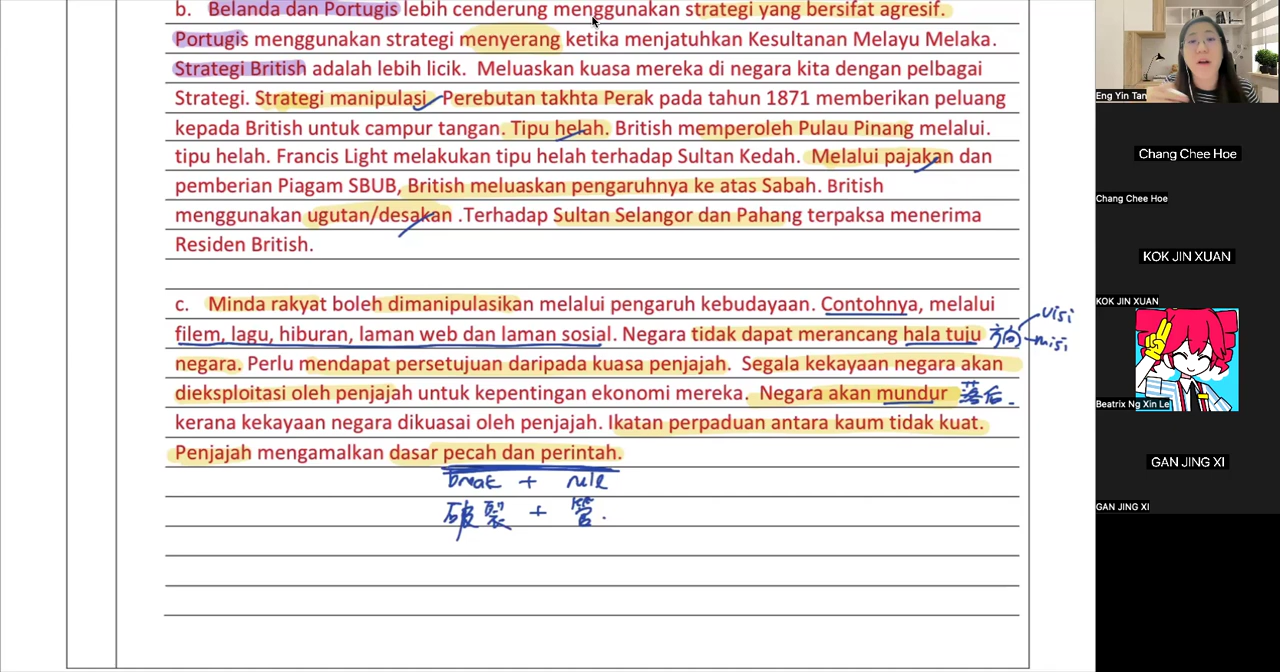 b. Belanda dan Portugis lebih cenderung menggunakan strategi yang bersifat agresif.
Portugis menggunakan strategi menyerang ketika menjatuhkan Kesultanan Melayu Melaka.
Strategi British adalah lebih licik. Meluaskan kuasa mereka di negara kita dengan pelbagai
Strategi. Strategi manipulasi Perebutan takhta Perak pada tahun 1871 memberikan peluang
kepada British untuk campur tangan. Tipu helah. British memperoleh Pulau Pinang melalui.
tipu helah. Francis Light melakukan tipu helah terhadap Sultan Kedah. Melalui pajakan dan
pemberian Piagam SBUB, British meluaskan pengaruhnya ke atas Sabah. British
menggunakan ugutan/desakan .Terhadap Sultan Selangor dan Pahang terpaksa menerima
Residen British.
c. Minda rakyat boleh dimanipulasikan melalui pengaruh kebudayaan. Contohnya, melalui
filem, lagu, hiburan, laman web dan laman sosial. Negara tidak dapat merancang hala tuju 方向
visi
misi
negara. Perlu mendapat persetujuan daripada kuasa penjajah. Segala kekayaan negara akan
dieksploitasi oleh penjajah untuk kepentingan ekonomi mereka. Negara akan mundur 落后.
kerana kekayaan negara dikuasai oleh penjajah. Ikatan perpaduan antara kaum tidak kuat.
Penjajah mengamalkan dasar pecah dan perintah.
break + rule
破裂 + 管.
Eng Yin Tan
Chang Chee Hoe
Chang Chee Hoe
KOK JIN XUAN
KOK JIN XUAN
Beatrix Ng Xin Le
GAN JING XI
GAN JING XI